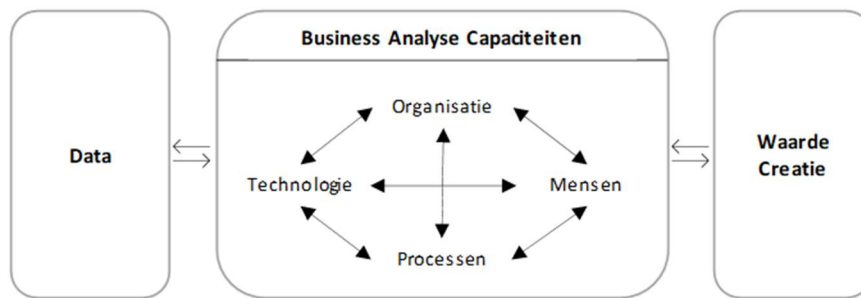 Business Analyse Capaciteiten
Organisatie
Data
Technologie
Mensen
Processen
Waarde
Creatie